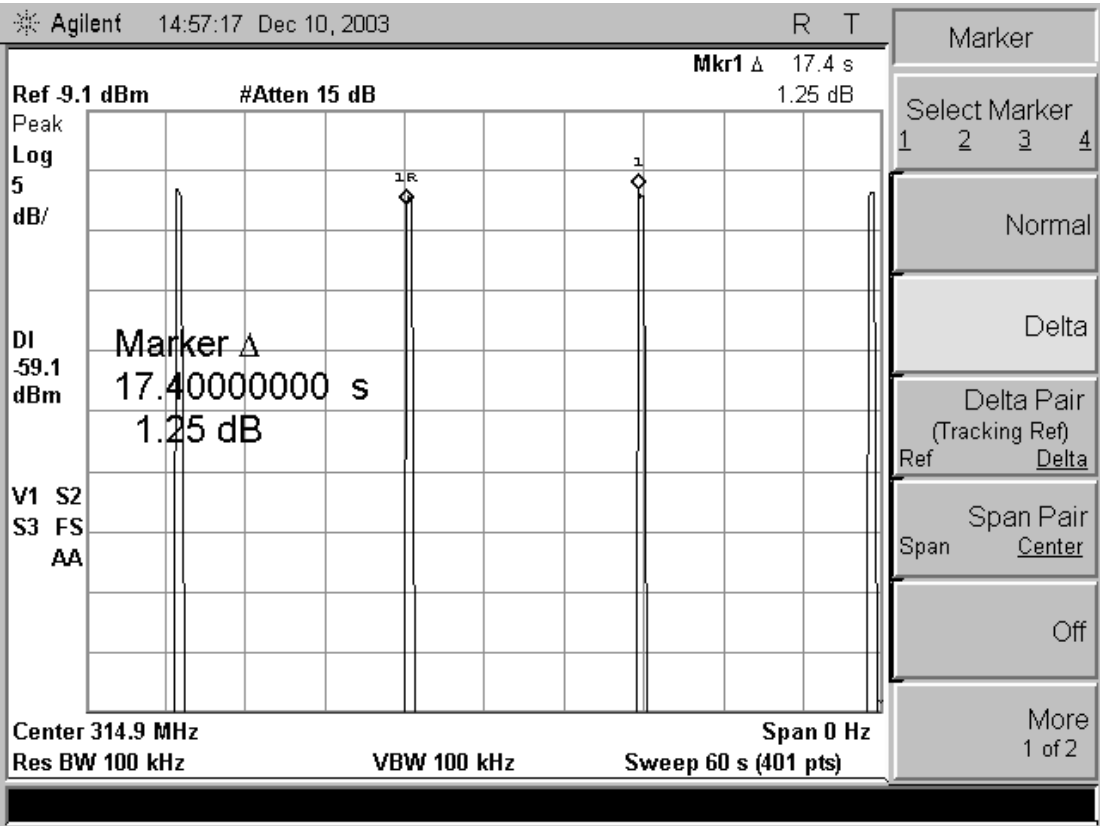 Agilent 14:57:17 Dec 10, 2003 R T
Mkr1 Δ 17.4 s
Ref -9.1 dBm #Atten 15 dB 1.25 dB
Peak
Log
5
dB/
1R
1
DI
-59.1
dBm
Marker Δ
17.40000000 s
1.25 dB
V1 S2
S3 FS
AA
Center 314.9 MHz Span 0 Hz
Res BW 100 kHz VBW 100 kHz Sweep 60 s (401 pts)
Marker
Select Marker
1 2 3 4
Normal
Delta
Delta Pair
(Tracking Ref)
Ref Delta
Span Pair
Span Center
Off
More
1 of 2